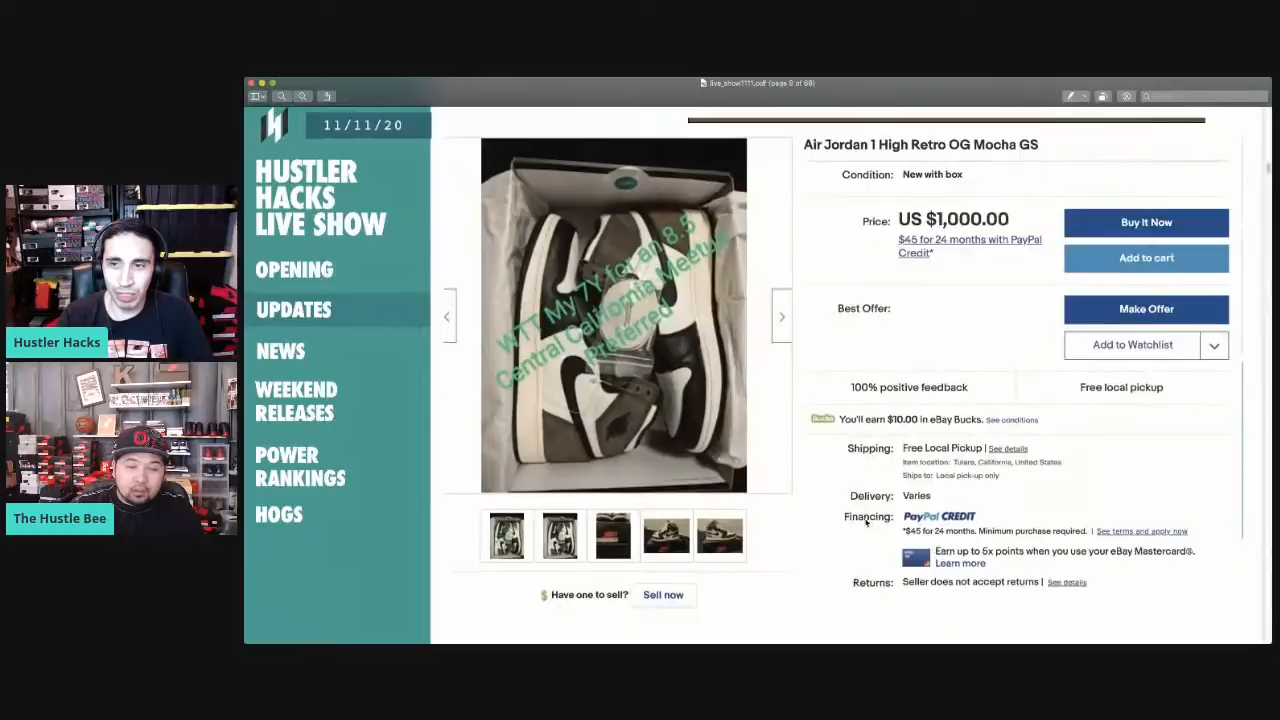 live_show1111.pdf (page 8 of 68)
11/11/20
HUSTLER
HACKS
LIVE SHOW
OPENING
UPDATES
NEWS
WEEKEND
RELEASES
POWER
RANKINGS
HOGS
Hustler Hacks
The Hustle Bee
WTT My 7Y for an 8.5
Central California Meetup
Preferred
Have one to sell? Sell now
Air Jordan 1 High Retro OG Mocha GS
Condition: New with box
Price: US $1,000.00
$45 for 24 months with PayPal
Credit*
Buy It Now
Add to cart
Best Offer:
Make Offer
Add to Watchlist
100% positive feedback
Free local pickup
Bucks You'll earn $10.00 in eBay Bucks. See conditions
Shipping: Free Local Pickup | See details
Item location: Tulare, California, United States
Ships to: Local pick-up only
Delivery: Varies
Financing: PayPal CREDIT
*$45 for 24 months. Minimum purchase required. | See terms and apply now
Earn up to 5x points when you use your eBay Mastercard®.
Learn more
Returns: Seller does not accept returns | See details